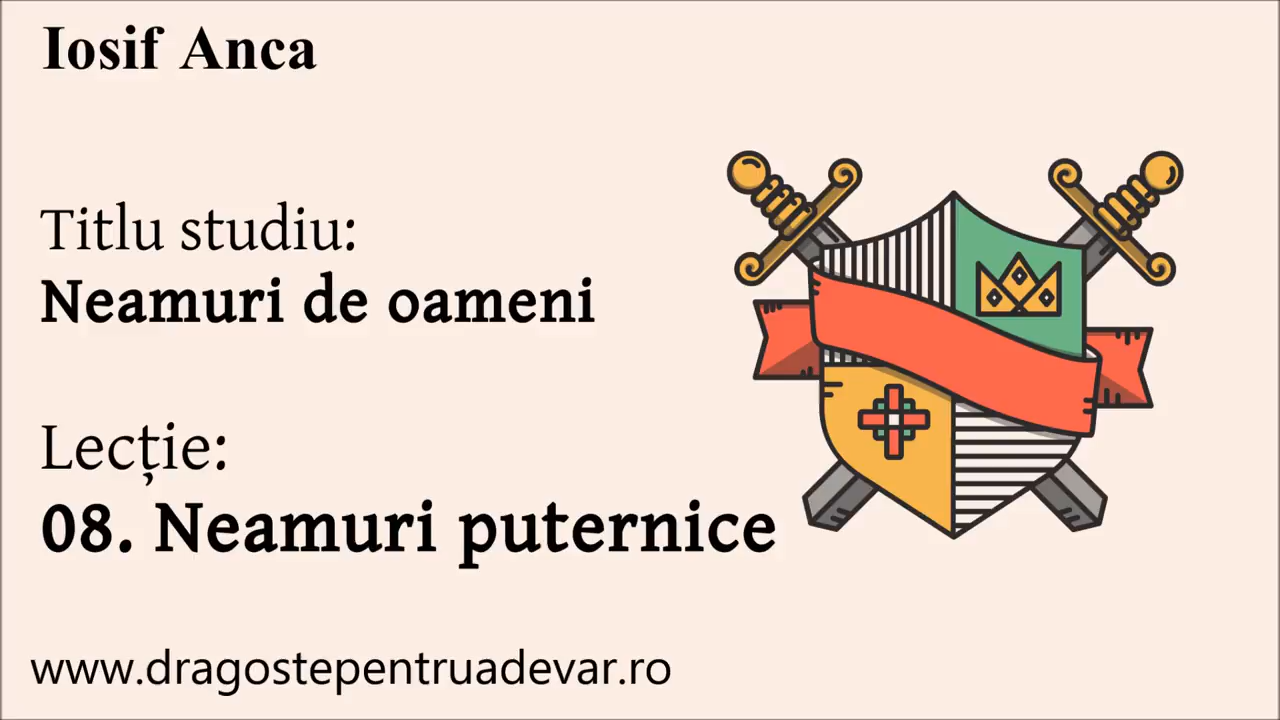 Iosif Anca
Titlu studiu:
Neamuri de oameni
Lecție:
08. Neamuri puternice
www.dragostepentruadevar.ro